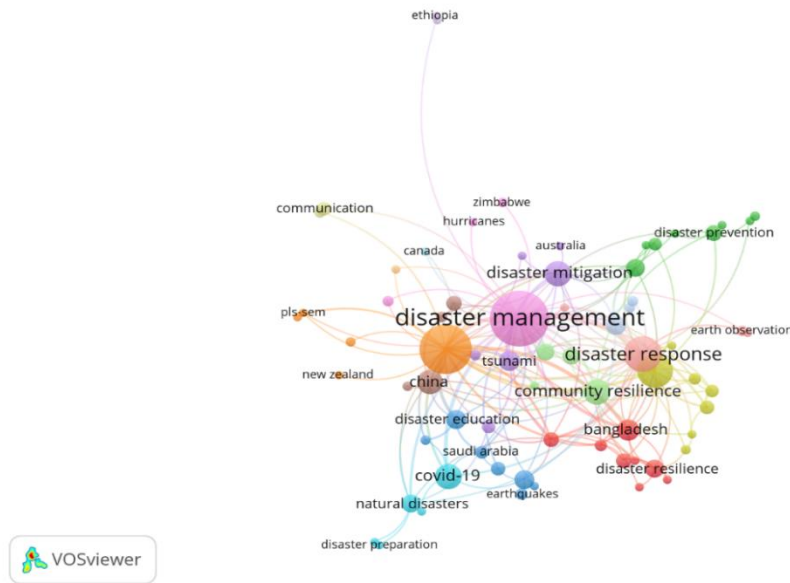 ethiopia
communication
zimbabwe
hurricanes
disaster prevention
canada
australia
disaster mitigation
pls-sem
disaster management
earth observation
disaster response
tsunami
new zealand
china
community resilience
disaster education
bangladesh
saudi arabia
disaster resilience
covid-19
earthquakes
natural disasters
disaster preparation
VOSviewer